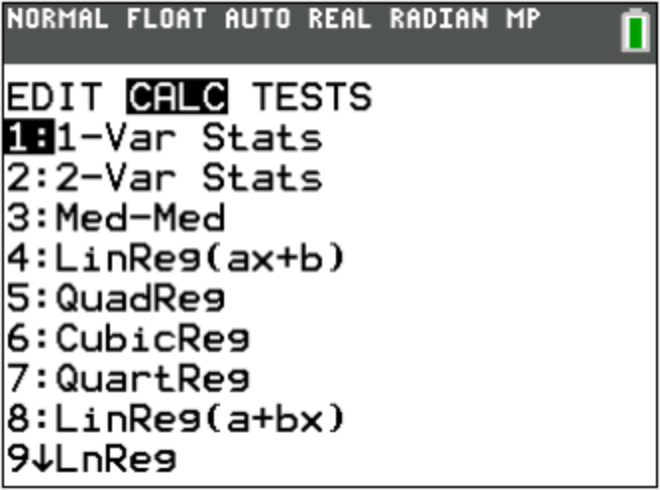 NORMAL FLOAT AUTO REAL RADIAN MP
EDIT CALC TESTS
1:1-Var Stats
2:2-Var Stats
3:Med-Med
4:LinReg(ax+b)
5:QuadReg
6:CubicReg
7:QuartReg
8:LinReg(a+bx)
9↓LnReg